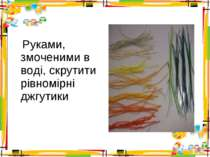 Руками,
змоченими в
воді, скрутити
рівномірні
джгутики